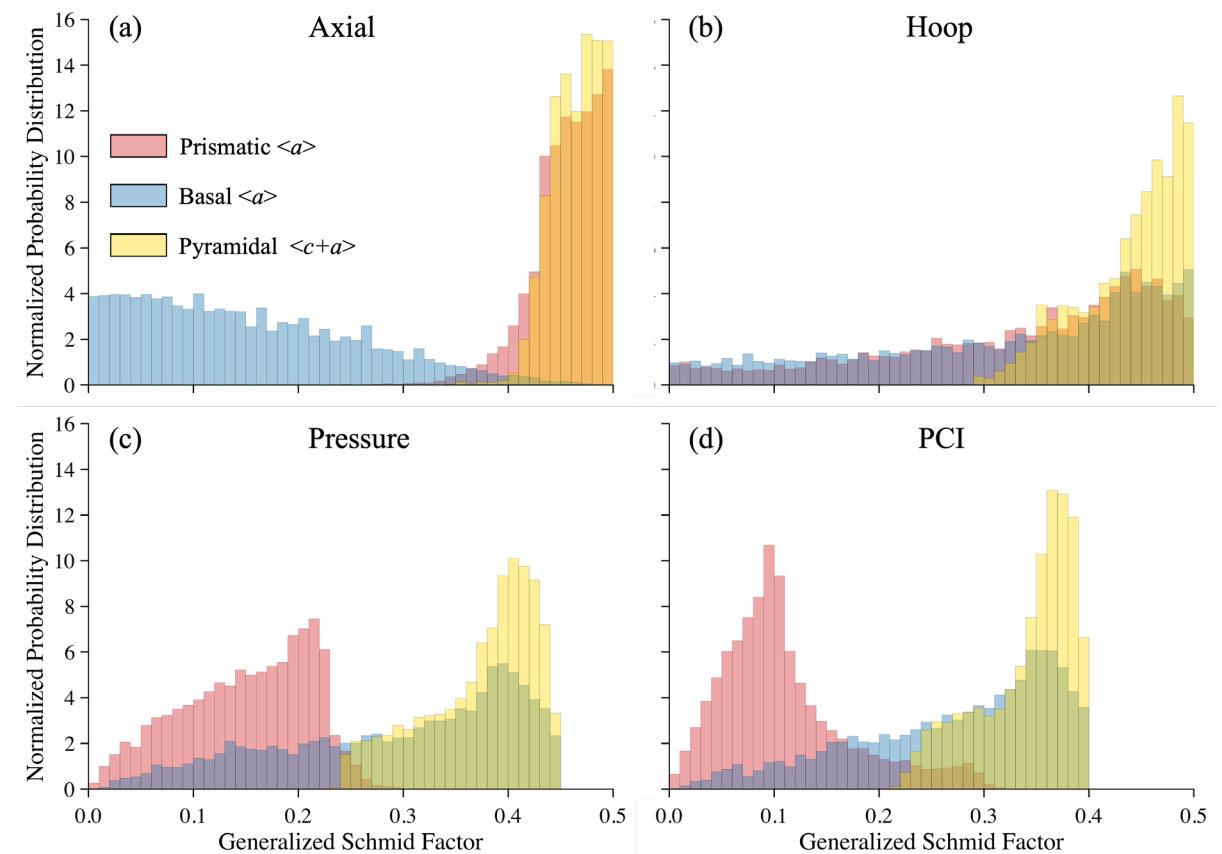 (a) Axial
16
14
12
10
8
6
4
2
0
Normalized Probability Distribution
Prismatic <a>
Basal <a>
Pyramidal <c+a>
(b) Hoop
(c) Pressure
16
14
12
10
8
6
4
2
0
Normalized Probability Distribution
0.0 0.1 0.2 0.3 0.4 0.5
Generalized Schmid Factor
(d) PCI
0.0 0.1 0.2 0.3 0.4 0.5
Generalized Schmid Factor